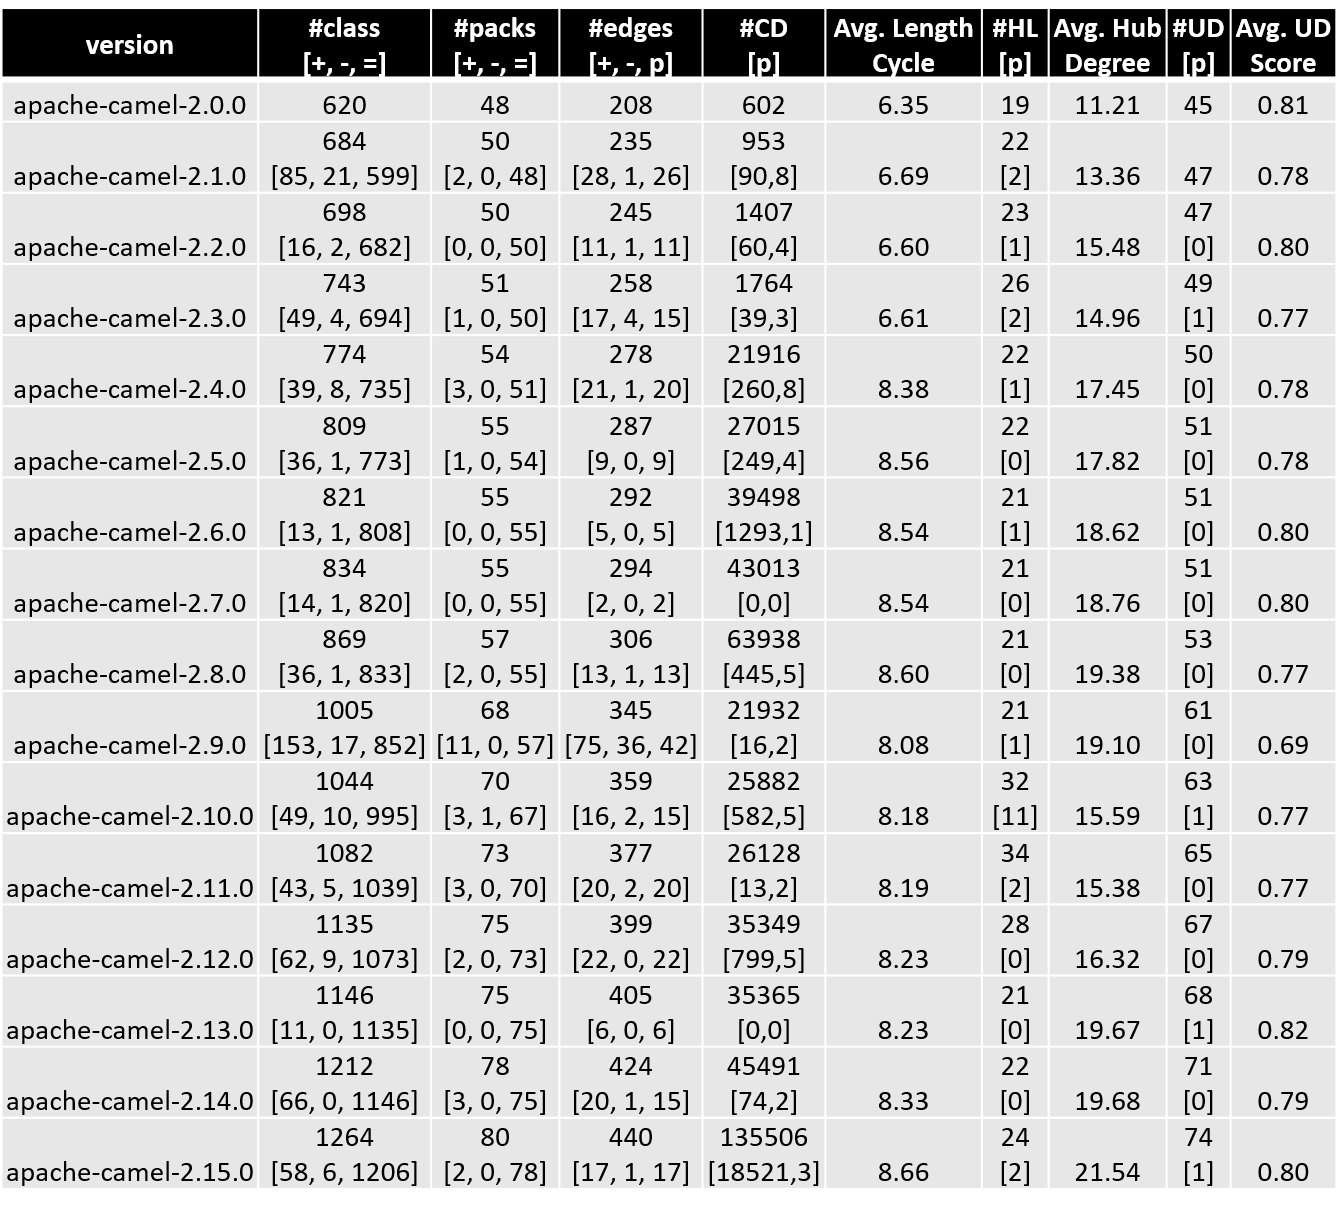 version #class #packs #edges #CD Avg. Length #HL Avg. Hub #UD Avg. UD
[+, -, =] [+, -, =] [+, -, p] [p] Cycle [p] Degree [p] Score
apache-camel-2.0.0 620 48 208 602 6.35 19 11.21 45 0.81
684 50 235 953 22
apache-camel-2.1.0 [85, 21, 599] [2, 0, 48] [28, 1, 26] [90,8] 6.69 [2] 13.36 47 0.78
698 50 245 1407 23 47
apache-camel-2.2.0 [16, 2, 682] [0, 0, 50] [11, 1, 11] [60,4] 6.60 [1] 15.48 [0] 0.80
743 51 258 1764 26 49
apache-camel-2.3.0 [49, 4, 694] [1, 0, 50] [17, 4, 15] [39,3] 6.61 [2] 14.96 [1] 0.77
774 54 278 21916 22 50
apache-camel-2.4.0 [39, 8, 735] [3, 0, 51] [21, 1, 20] [260,8] 8.38 [1] 17.45 [0] 0.78
809 55 287 27015 22 51
apache-camel-2.5.0 [36, 1, 773] [1, 0, 54] [9, 0, 9] [249,4] 8.56 [0] 17.82 [0] 0.78
821 55 292 39498 21 51
apache-camel-2.6.0 [13, 1, 808] [0, 0, 55] [5, 0, 5] [1293,1] 8.54 [1] 18.62 [0] 0.80
834 55 294 43013 21 51
apache-camel-2.7.0 [14, 1, 820] [0, 0, 55] [2, 0, 2] [0,0] 8.54 [0] 18.76 [0] 0.80
869 57 306 63938 21 53
apache-camel-2.8.0 [36, 1, 833] [2, 0, 55] [13, 1, 13] [445,5] 8.60 [0] 19.38 [0] 0.77
1005 68 345 21932 21 61
apache-camel-2.9.0 [153, 17, 852] [11, 0, 57] [75, 36, 42] [16,2] 8.08 [1] 19.10 [0] 0.69
1044 70 359 25882 32 63
apache-camel-2.10.0 [49, 10, 995] [3, 1, 67] [16, 2, 15] [582,5] 8.18 [11] 15.59 [1] 0.77
1082 73 377 26128 34 65
apache-camel-2.11.0 [43, 5, 1039] [3, 0, 70] [20, 2, 20] [13,2] 8.19 [2] 15.38 [0] 0.77
1135 75 399 35349 28 67
apache-camel-2.12.0 [62, 9, 1073] [2, 0, 73] [22, 0, 22] [799,5] 8.23 [0] 16.32 [0] 0.79
1146 75 405 35365 21 68
apache-camel-2.13.0 [11, 0, 1135] [0, 0, 75] [6, 0, 6] [0,0] 8.23 [0] 19.67 [1] 0.82
1212 78 424 45491 22 71
apache-camel-2.14.0 [66, 0, 1146] [3, 0, 75] [20, 1, 15] [74,2] 8.33 [0] 19.68 [0] 0.79
1264 80 440 135506 24 74
apache-camel-2.15.0 [58, 6, 1206] [2, 0, 78] [17, 1, 17] [18521,3] 8.66 [2] 21.54 [1] 0.80